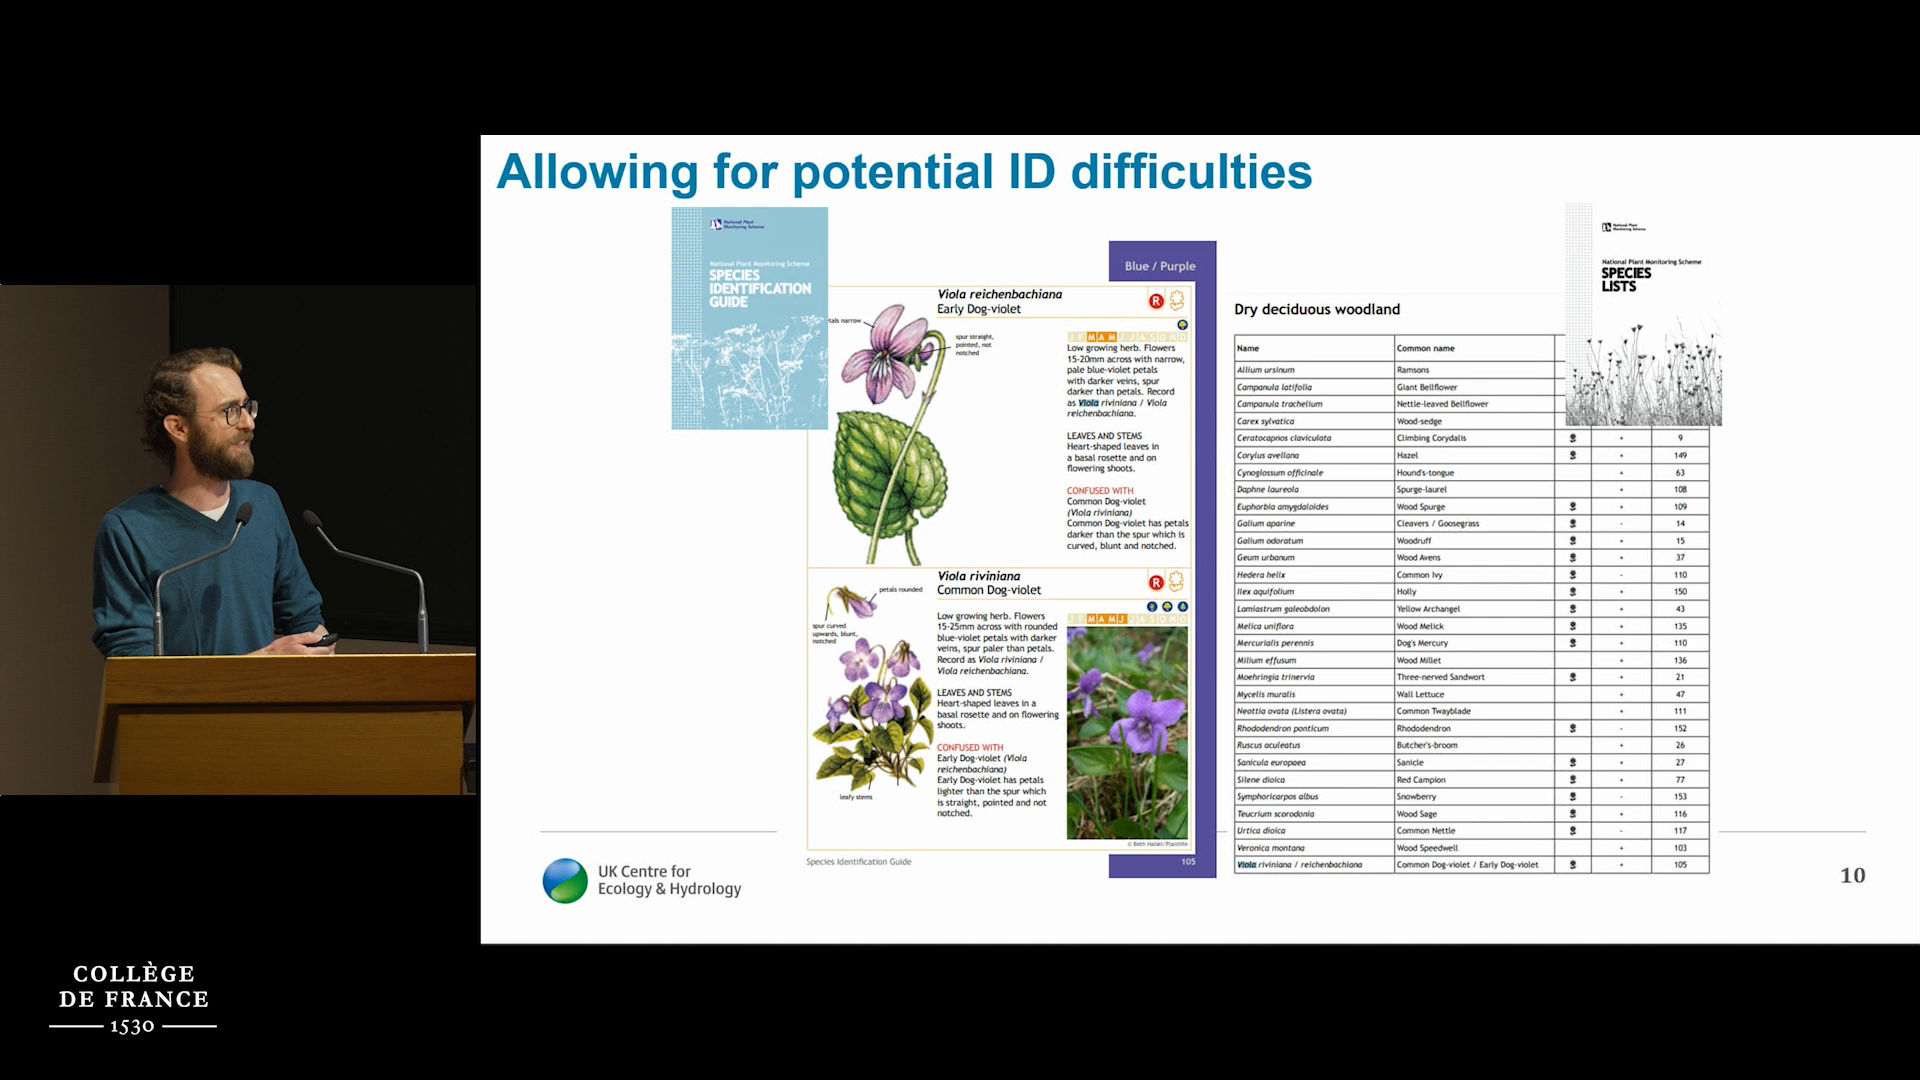 Allowing for potential ID difficulties
National Plant
Monitoring Scheme
National Plant Monitoring Scheme
SPECIES
IDENTIFICATION
GUIDE
Blue / Purple
Viola reichenbachiana
Early Dog-violet
R
tals narrow
spur straight,
pointed, not
notched
J F M A M J J A S O N D
Low growing herb. Flowers
15-20mm across with narrow,
pale blue-violet petals
with darker veins, spur
darker than petals. Record
as Viola riviniana / Viola
reichenbachiana.
LEAVES AND STEMS
Heart-shaped leaves in
a basal rosette and on
flowering shoots.
CONFUSED WITH
Common Dog-violet
(Viola riviniana)
Common Dog-violet has petals
darker than the spur which is
curved, blunt and notched.
Viola riviniana
Common Dog-violet
R
petals rounded
spur curved
upwards, blunt,
notched
leafy stems
J F M A M J J A S O N D
Low growing herb. Flowers
15-25mm across with rounded
blue-violet petals with darker
veins, spur paler than petals.
Record as Viola riviniana /
Viola reichenbachiana.
LEAVES AND STEMS
Heart-shaped leaves in a
basal rosette and on flowering
shoots.
CONFUSED WITH
Early Dog-violet (Viola
reichenbachiana)
Early Dog-violet has petals
lighter than the spur which
is straight, pointed and not
notched.
© Beth Halski/Plantlife
Species Identification Guide
105
National Plant
Monitoring Scheme
National Plant Monitoring Scheme
SPECIES
LISTS
Dry deciduous woodland
Name Common name
Allium ursinum Ramsons
Campanula latifolia Giant Bellflower
Campanula trachelium Nettle-leaved Bellflower
Carex sylvatica Wood-sedge
Ceratocapnos claviculata Climbing Corydalis + 9
Corylus avellana Hazel + 149
Cynoglossum officinale Hound's-tongue + 63
Daphne laureola Spurge-laurel + 108
Euphorbia amygdaloides Wood Spurge + 109
Galium aparine Cleavers / Goosegrass - 14
Galium odoratum Woodruff + 15
Geum urbanum Wood Avens + 37
Hedera helix Common Ivy - 110
Ilex aquifolium Holly + 150
Lamiastrum galeobdolon Yellow Archangel + 43
Melica uniflora Wood Melick + 135
Mercurialis perennis Dog's Mercury + 110
Milium effusum Wood Millet + 136
Moehringia trinervia Three-nerved Sandwort + 21
Mycelis muralis Wall Lettuce + 47
Neottia ovata (Listera ovata) Common Twayblade + 111
Rhododendron ponticum Rhododendron - 152
Ruscus aculeatus Butcher's-broom + 26
Sanicula europaea Sanicle + 27
Silene dioica Red Campion + 77
Symphoricarpos albus Snowberry - 153
Teucrium scorodonia Wood Sage + 116
Urtica dioica Common Nettle - 117
Veronica montana Wood Speedwell + 103
Viola riviniana / reichenbachiana Common Dog-violet / Early Dog-violet + 105
UK Centre for
Ecology & Hydrology
10
COLLÈGE
DE FRANCE
1530